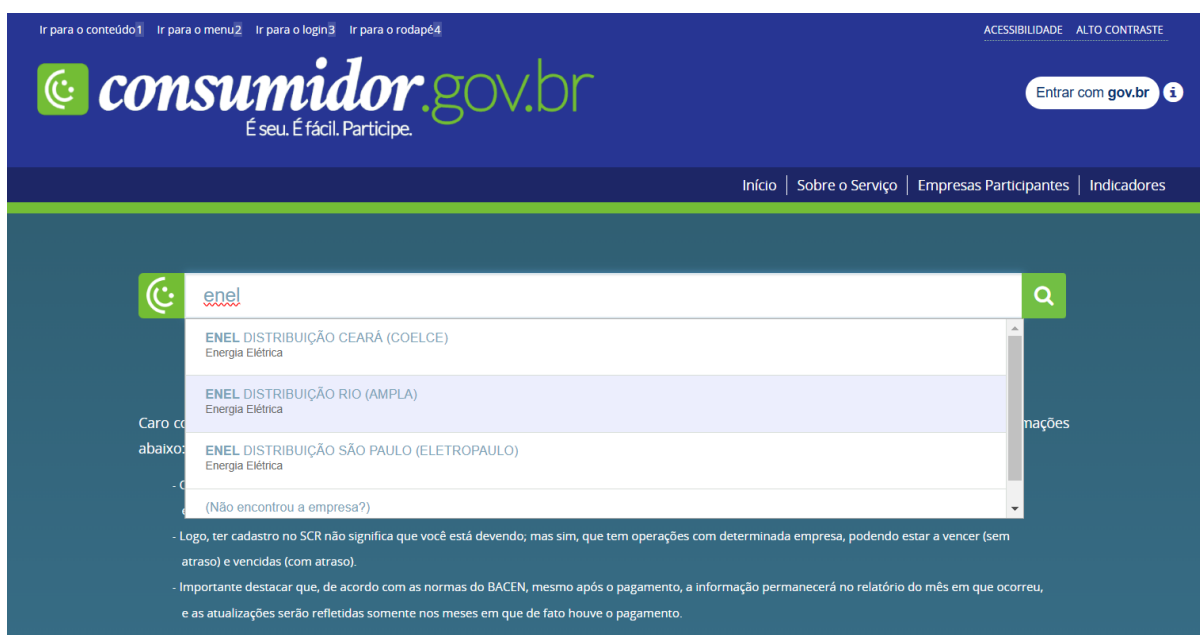 Ir para o conteúdo1 Ir para o menu2 Ir para o login3 Ir para o rodapé4
ACESSIBILIDADE ALTO CONTRASTE
consumidor.gov.br
É seu. É fácil. Participe.
Entrar com gov.br i
Início | Sobre o Serviço | Empresas Participantes | Indicadores
enel
ENEL DISTRIBUIÇÃO CEARÁ (COELCE)
Energia Elétrica
ENEL DISTRIBUIÇÃO RIO (AMPLA)
Energia Elétrica
Caro
mações
abaixo:
ENEL DISTRIBUIÇÃO SÃO PAULO (ELETROPAULO)
Energia Elétrica
(Não encontrou a empresa?)
- Logo, ter cadastro no SCR não significa que você está devendo; mas sim, que tem operações com determinada empresa, podendo estar a vencer (sem
atraso) e vencidas (com atraso).
- Importante destacar que, de acordo com as normas do BACEN, mesmo após o pagamento, a informação permanecerá no relatório do mês em que ocorreu,
e as atualizações serão refletidas somente nos meses em que de fato houve o pagamento.